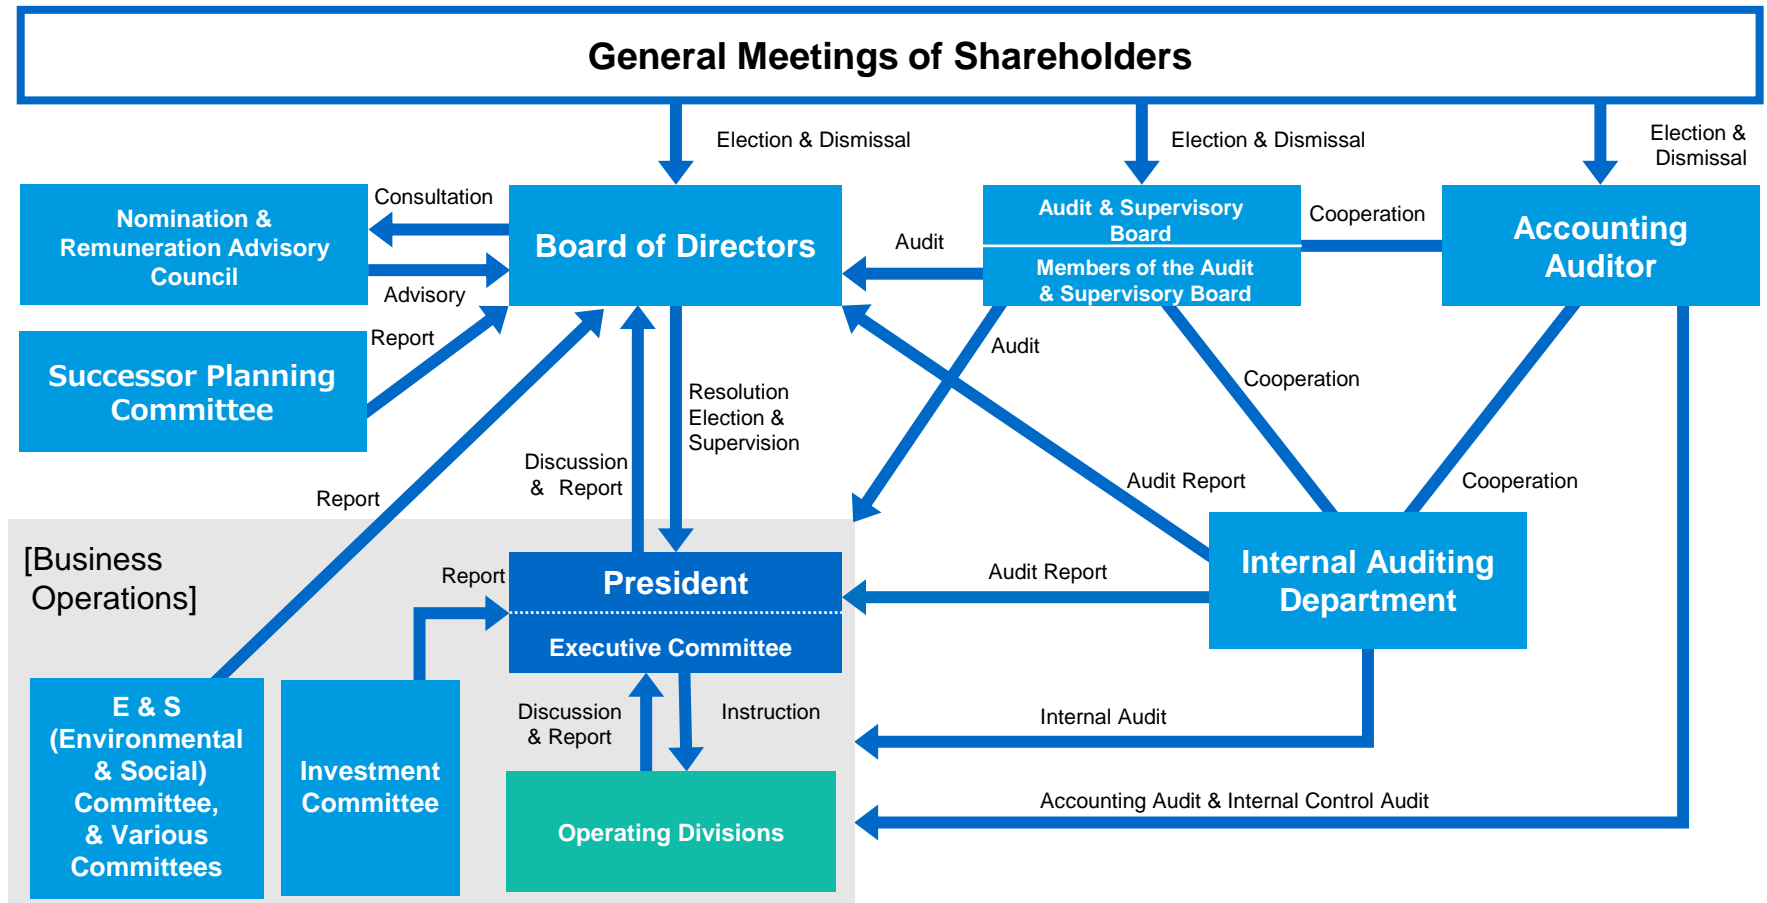 General Meetings of Shareholders
Election & Dismissal
Election & Dismissal
Election &
Dismissal
Nomination &
Remuneration Advisory
Council
Consultation
Advisory
Board of Directors
Audit
Audit & Supervisory
Board
Members of the Audit
& Supervisory Board
Cooperation
Accounting
Auditor
Successor Planning
Committee
Report
Audit
Cooperation
Resolution
Election &
Supervision
Discussion
& Report
Report
Audit Report
Cooperation
[Business
Operations]
Report
President
Executive Committee
Audit Report
Internal Auditing
Department
E & S
(Environmental
& Social)
Committee,
& Various
Committees
Investment
Committee
Discussion
& Report
Instruction
Internal Audit
Operating Divisions
Accounting Audit & Internal Control Audit